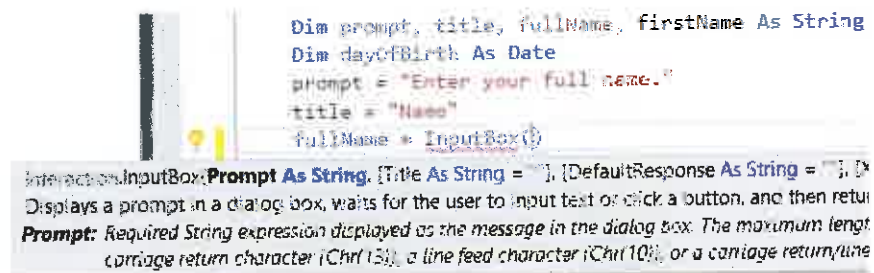 Dim prompt, title, fullName, firstName As String
Dim dayOfBirth As Date
prompt = "Enter your full name."
title = "Name"
fullName = InputBox()
Interaction.InputBox(Prompt As String, [Title As String = ""], [DefaultResponse As String = ""], [X
Displays a prompt in a dialog box, waits for the user to input text or click a button, and then retu
Prompt: Required String expression displayed as the message in the dialog box. The maximum lengt
carriage return character (Chr(13)), a line feed character (Chr(10)), or a carriage return/line